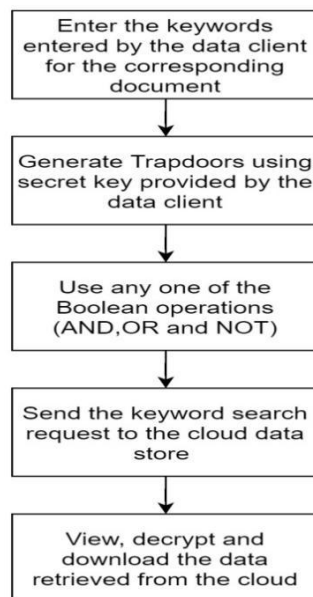 Enter the keywords
entered by the data client
for the corresponding
document
Generate Trapdoors using
secret key provided by the
data client
Use any one of the
Boolean operations
(AND,OR and NOT)
Send the keyword search
request to the cloud data
store
View, decrypt and
download the data
retrieved from the cloud